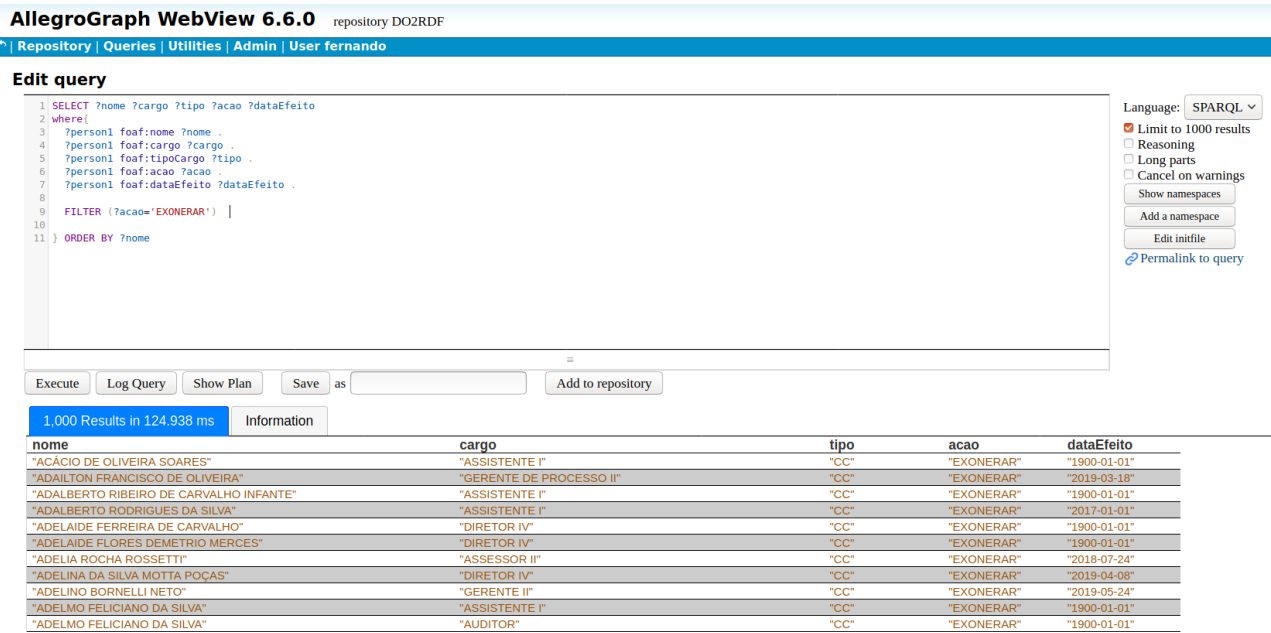 AllegroGraph WebView 6.6.0 repository DO2RDF
| Repository | Queries | Utilities | Admin | User fernando
Edit query
1 SELECT ?nome ?cargo ?tipo ?acao ?dataEfeito
2 where{
3 ?person1 foaf:nome ?nome .
4 ?person1 foaf:cargo ?cargo .
5 ?person1 foaf:tipoCargo ?tipo .
6 ?person1 foaf:acao ?acao .
7 ?person1 foaf:dataEfeito ?dataEfeito .
8
9 FILTER (?acao='EXONERAR')
10
11 } ORDER BY ?nome
Language: SPARQL
Limit to 1000 results
Reasoning
Long parts
Cancel on warnings
Show namespaces
Add a namespace
Edit initfile
Permalink to query
Execute Log Query Show Plan Save as Add to repository
1,000 Results in 124.938 ms Information
nome cargo tipo acao dataEfeito
"ACÁCIO DE OLIVEIRA SOARES" "ASSISTENTE I" "CC" "EXONERAR" "1900-01-01"
"ADAILTON FRANCISCO DE OLIVEIRA" "GERENTE DE PROCESSO II" "CC" "EXONERAR" "2019-03-18"
"ADALBERTO RIBEIRO DE CARVALHO INFANTE" "ASSISTENTE I" "CC" "EXONERAR" "1900-01-01"
"ADALBERTO RODRIGUES DA SILVA" "ASSISTENTE I" "CC" "EXONERAR" "2017-01-01"
"ADELAIDE FERREIRA DE CARVALHO" "DIRETOR IV" "CC" "EXONERAR" "1900-01-01"
"ADELAIDE FLORES DEMETRIO MERCES" "DIRETOR IV" "CC" "EXONERAR" "1900-01-01"
"ADELIA ROCHA ROSSETTI" "ASSESSOR II" "CC" "EXONERAR" "2018-07-24"
"ADELINA DA SILVA MOTTA POÇAS" "DIRETOR IV" "CC" "EXONERAR" "2019-04-08"
"ADELINO BORNELLI NETO" "GERENTE II" "CC" "EXONERAR" "2019-05-24"
"ADELMO FELICIANO DA SILVA" "ASSISTENTE I" "CC" "EXONERAR" "1900-01-01"
"ADELMO FELICIANO DA SILVA" "AUDITOR" "CC" "EXONERAR" "1900-01-01"